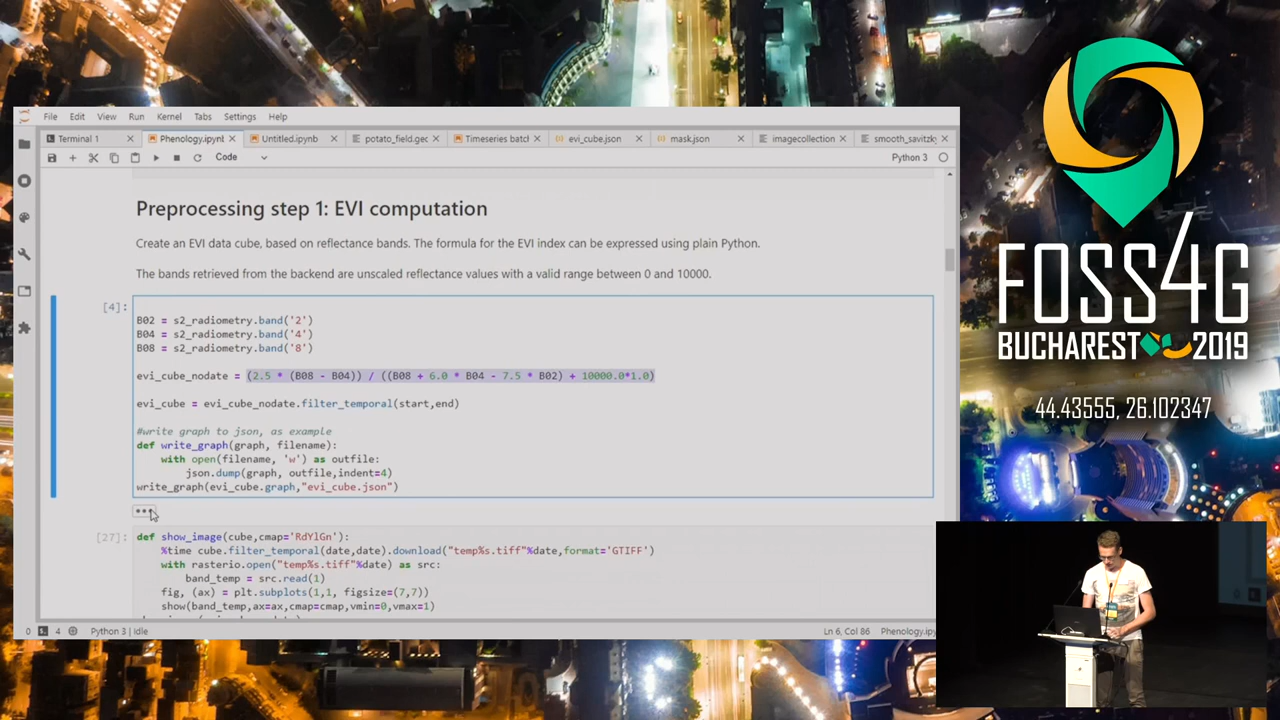 File Edit View Run Kernel Tabs Settings Help
Terminal 1 Phenology.ipynb Untitled.ipynb potato_field.geo Timeseries batch evi_cube.json mask.json imagecollection smooth_savitzky
Code Python 3
Preprocessing step 1: EVI computation
Create an EVI data cube, based on reflectance bands. The formula for the EVI index can be expressed using plain Python.
The bands retrieved from the backend are unscaled reflectance values with a valid range between 0 and 10000.
[4]:
B02 = s2_radiometry.band('2')
B04 = s2_radiometry.band('4')
B08 = s2_radiometry.band('8')
evi_cube_nodate = (2.5 * (B08 - B04)) / ((B08 + 6.0 * B04 - 7.5 * B02) + 10000.0*1.0)
evi_cube = evi_cube_nodate.filter_temporal(start,end)
#write graph to json, as example
def write_graph(graph, filename):
with open(filename, 'w') as outfile:
json.dump(graph, outfile,indent=4)
write_graph(evi_cube.graph,"evi_cube.json")
[27]: def show_image(cube,cmap='RdYlGn'):
%time cube.filter_temporal(date,date).download("temp%s.tiff"%date,format='GTIFF')
with rasterio.open("temp%s.tiff"%date) as src:
band_temp = src.read(1)
fig, (ax) = plt.subplots(1,1, figsize=(7,7))
show(band_temp,ax=ax,cmap=cmap,vmin=0,vmax=1)
0 4 Python 3 | Idle Ln 6, Col 86 Phenology.ipy
FOSS4G
BUCHAREST 2019
44.43555, 26.102347